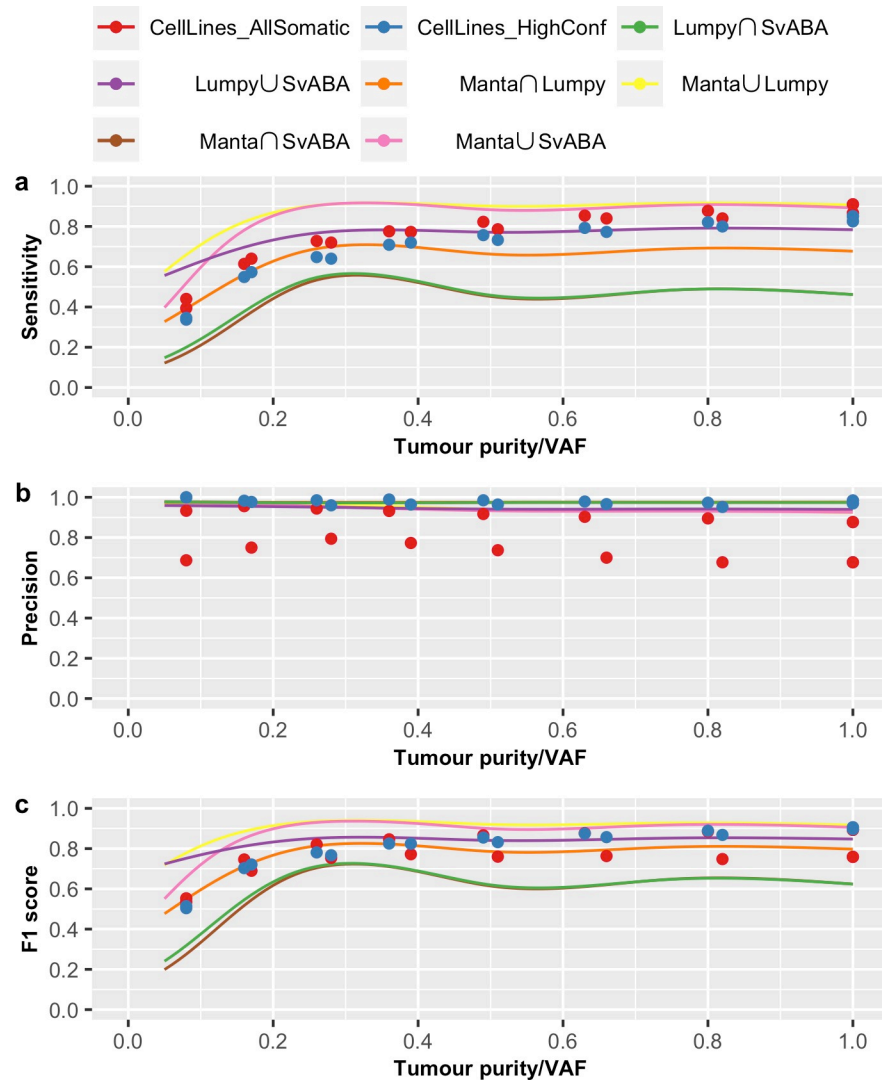 CellLines_AllSomatic CellLines_HighConf Lumpy⋂ SvABA
Lumpy⋃ SvABA Manta⋂ Lumpy Manta⋃ Lumpy
Manta⋂ SvABA Manta⋃ SvABA
a
1.0
0.8
0.6
0.4
0.2
0.0
Sensitivity
0.0 0.2 0.4 0.6 0.8 1.0
Tumour purity/VAF
b
1.0
0.8
0.6
0.4
0.2
0.0
Precision
0.0 0.2 0.4 0.6 0.8 1.0
Tumour purity/VAF
c
1.0
0.8
0.6
0.4
0.2
0.0
F1 score
0.0 0.2 0.4 0.6 0.8 1.0
Tumour purity/VAF